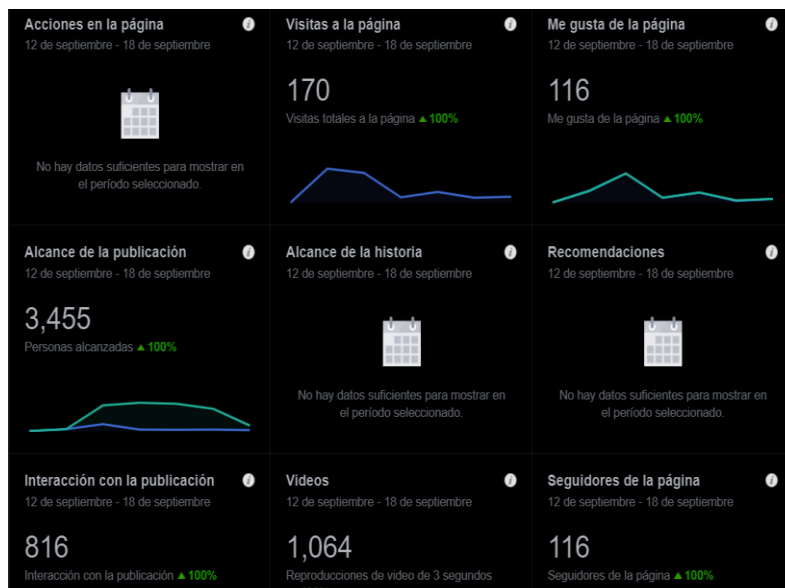 Acciones en la página
12 de septiembre - 18 de septiembre
No hay datos suficientes para mostrar en
el período seleccionado.
Visitas a la página
12 de septiembre - 18 de septiembre
170
Visitas totales a la página ▲ 100%
Me gusta de la página
12 de septiembre - 18 de septiembre
116
Me gusta de la página ▲ 100%
Alcance de la publicación
12 de septiembre - 18 de septiembre
3,455
Personas alcanzadas ▲ 100%
Alcance de la historia
12 de septiembre - 18 de septiembre
No hay datos suficientes para mostrar en
el período seleccionado.
Recomendaciones
12 de septiembre - 18 de septiembre
No hay datos suficientes para mostrar en
el período seleccionado.
Interacción con la publicación
12 de septiembre - 18 de septiembre
816
Interacción con la publicación ▲ 100%
Videos
12 de septiembre - 18 de septiembre
1,064
Reproducciones de video de 3 segundos
Seguidores de la página
12 de septiembre - 18 de septiembre
116
Seguidores de la página ▲ 100%